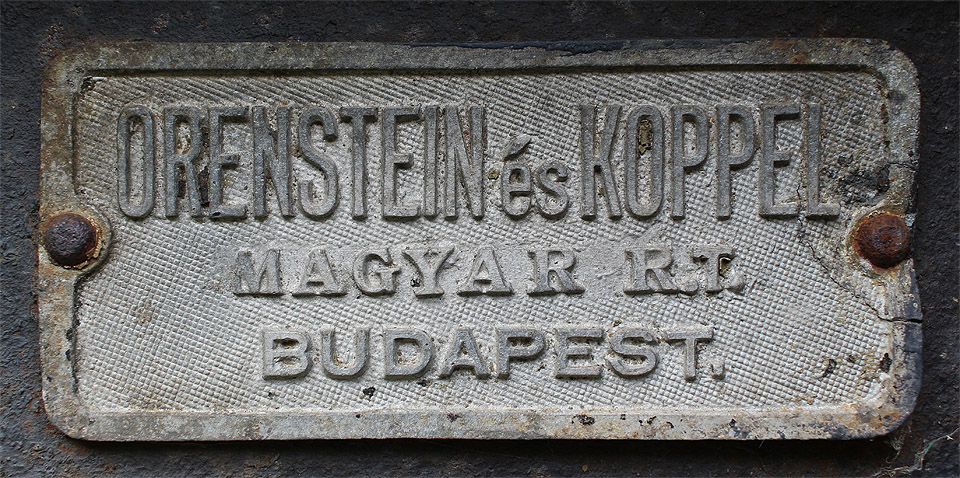 ORENSTEIN és KOPPEL
MAGYAR R.T.
BUDAPEST.